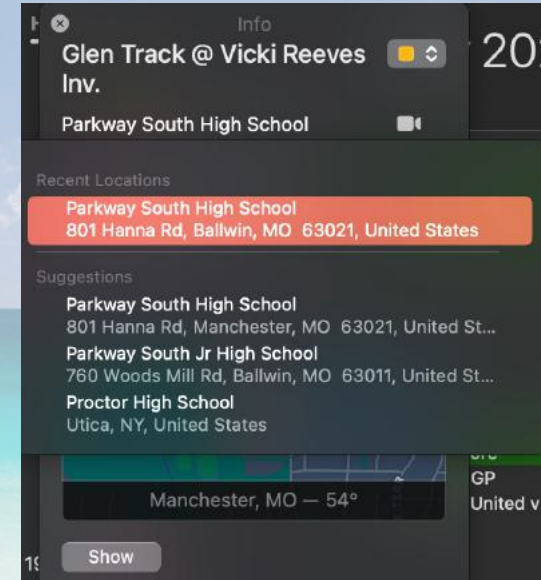 Info
Glen Track @ Vicki Reeves
Inv.
Parkway South High School
Recent Locations
Parkway South High School
801 Hanna Rd, Ballwin, MO 63021, United States
Suggestions
Parkway South High School
801 Hanna Rd, Manchester, MO 63021, United St...
Parkway South Jr High School
760 Woods Mill Rd, Ballwin, MO 63011, United St...
Proctor High School
Utica, NY, United States
GP
United v
Manchester, MO — 54°
Show